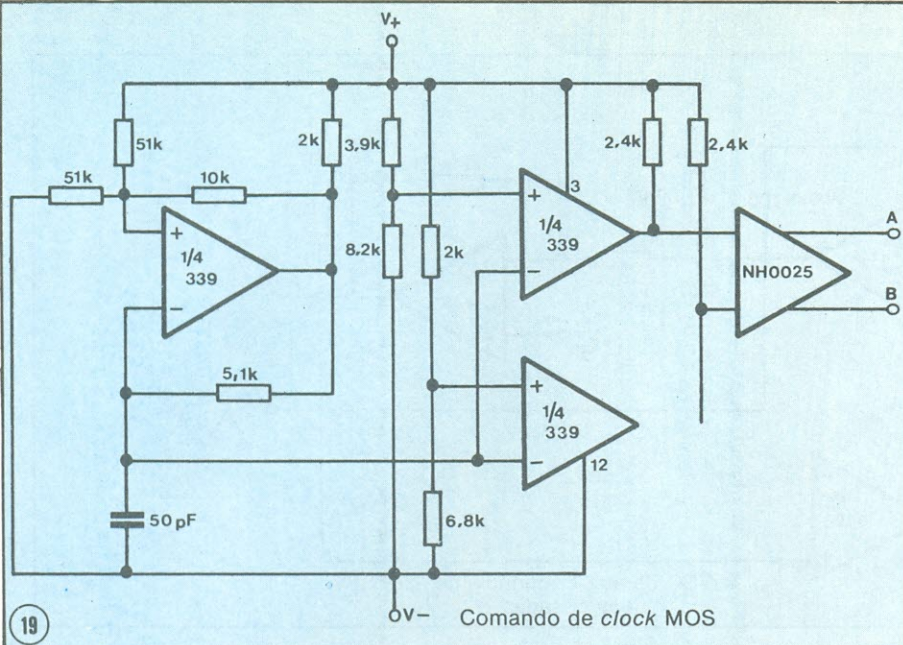 V+
51k
2k
3,9k
2,4k
2,4k
51k
10k
3
+
+
A
1/4
339
8,2k
2k
1/4
339
NH0025
−
−
B
5,1k
+
1/4
339
−
12
50 pF
6,8k
19
V−
Comando de clock MOS